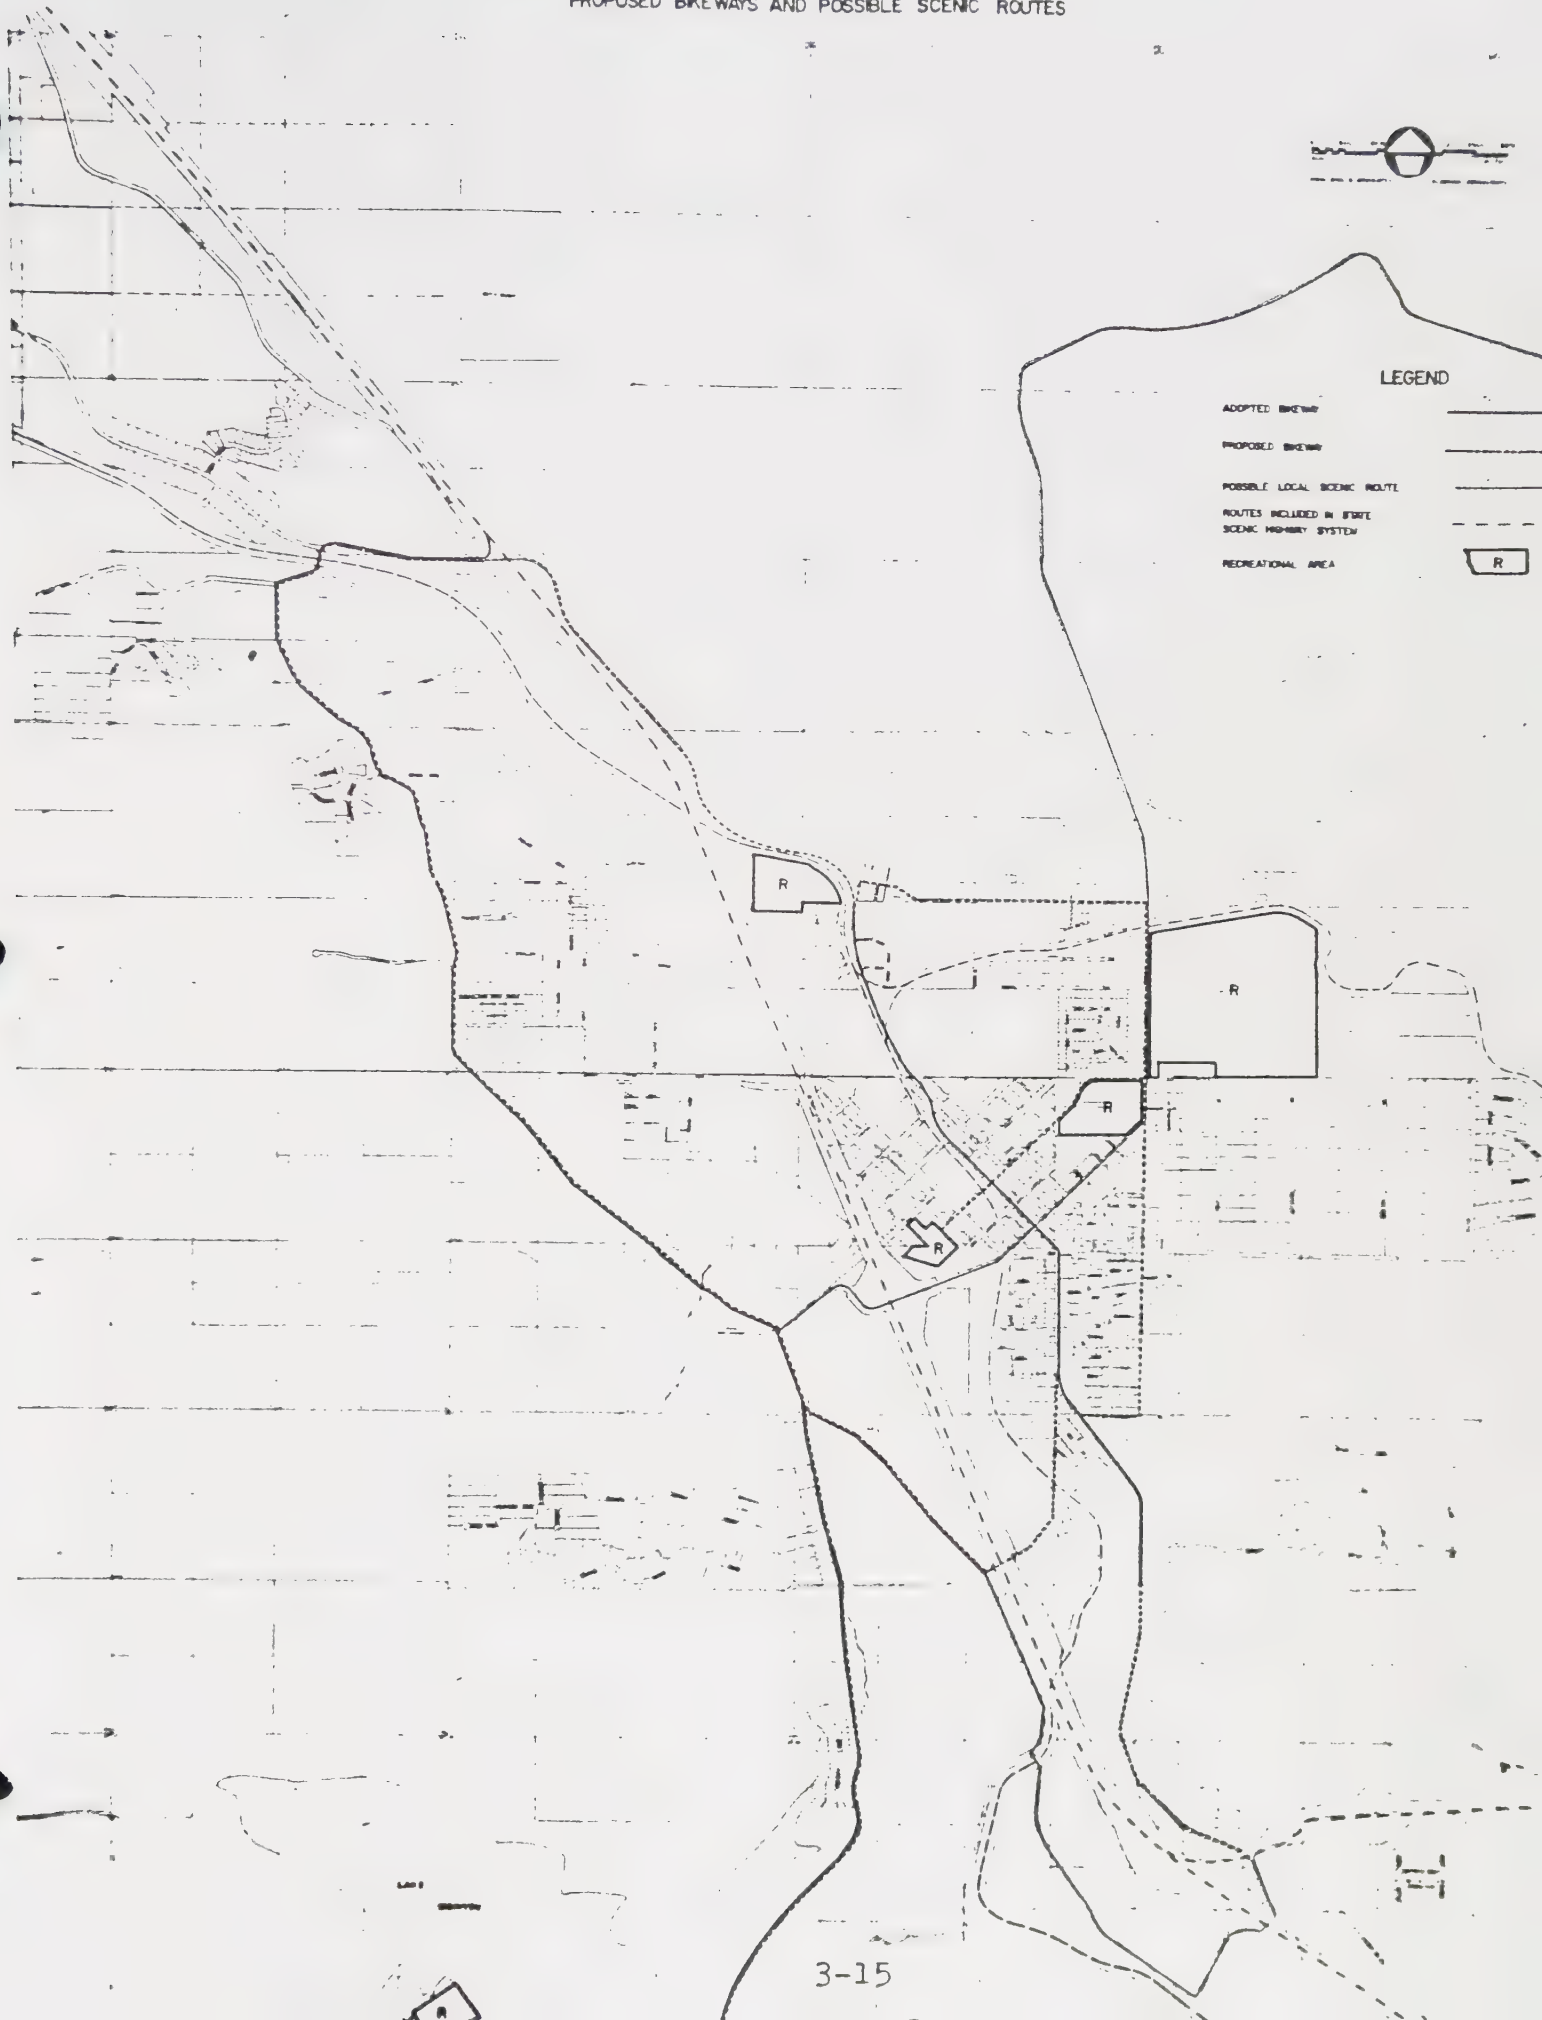 PROPOSED BIKEWAYS AND POSSIBLE SCENIC ROUTES
LEGEND
ADOPTED BIKEWAY
PROPOSED BIKEWAY
POSSIBLE LOCAL SCENIC ROUTE
ROUTES INCLUDED IN STATE
SCENIC HIGHWAY SYSTEM
RECREATIONAL AREA R
R
R
R
R
R
3-15